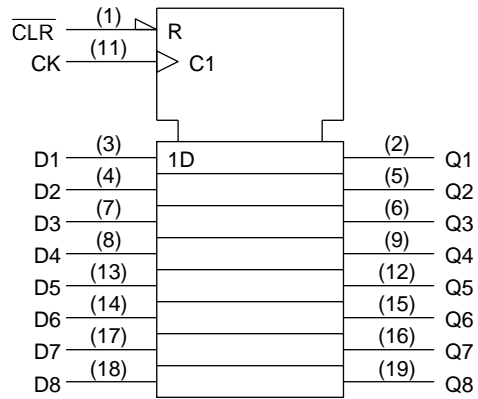 C̅L̅R̅ (1) R
CK (11) C1
D1 (3) 1D (2) Q1
D2 (4) (5) Q2
D3 (7) (6) Q3
D4 (8) (9) Q4
D5 (13) (12) Q5
D6 (14) (15) Q6
D7 (17) (16) Q7
D8 (18) (19) Q8